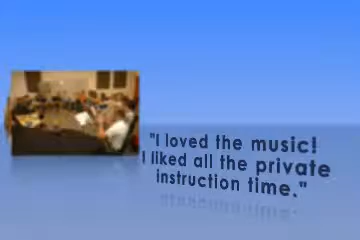 "I loved the music!
I liked all the private
instruction time."